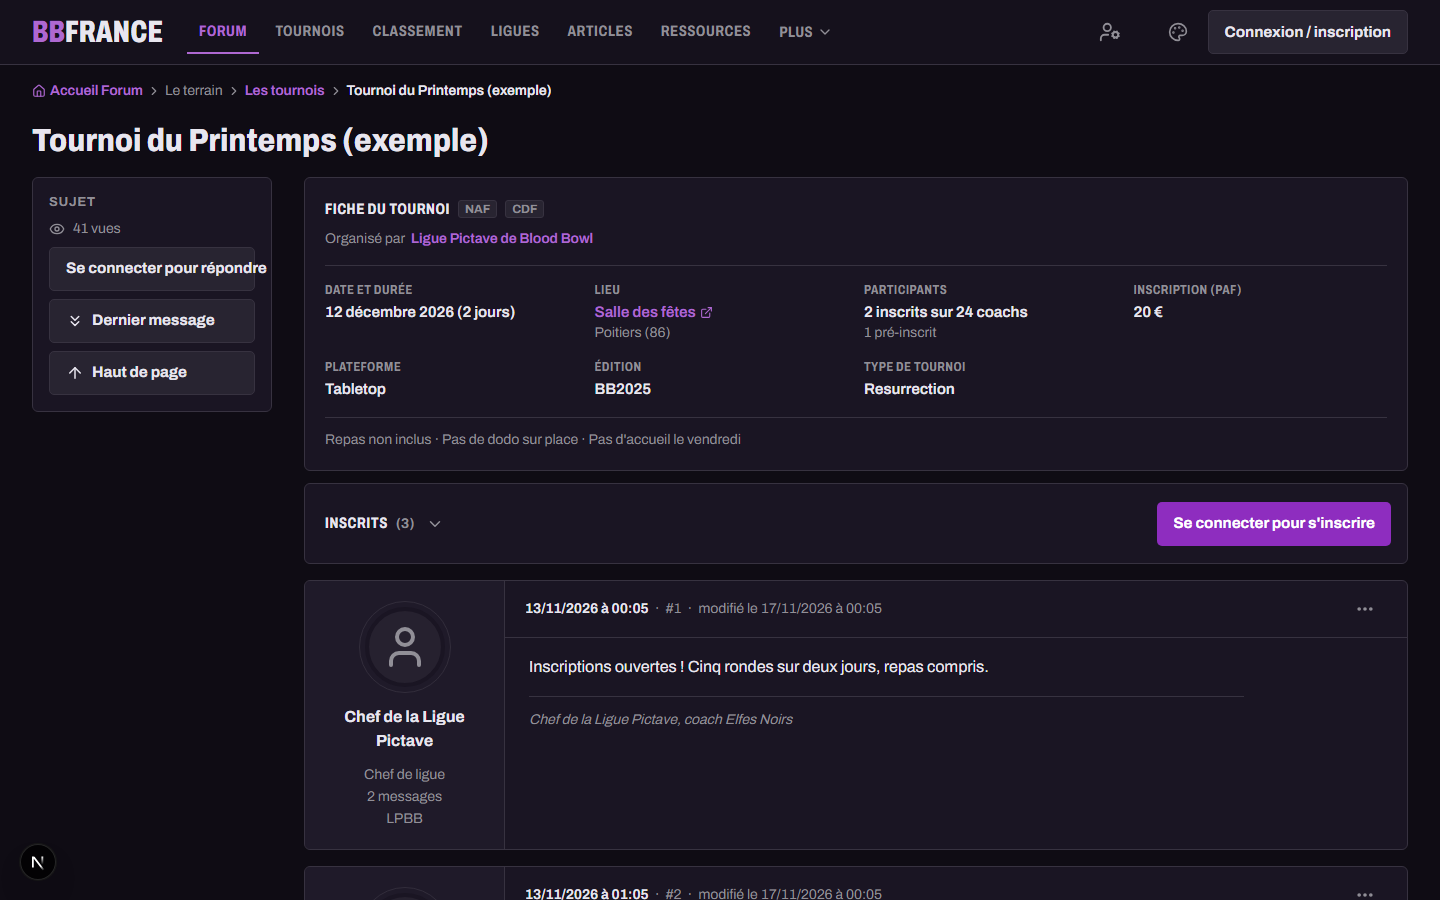 BBFRANCE FORUM TOURNOIS CLASSEMENT LIGUES ARTICLES RESSOURCES PLUS Connexion / inscription
Accueil Forum > Le terrain > Les tournois > Tournoi du Printemps (exemple)
Tournoi du Printemps (exemple)
SUJET
41 vues
Se connecter pour répondre
Dernier message
Haut de page
FICHE DU TOURNOI NAF CDF
Organisé par Ligue Pictave de Blood Bowl
DATE ET DURÉE
12 décembre 2026 (2 jours)
LIEU
Salle des fêtes
Poitiers (86)
PARTICIPANTS
2 inscrits sur 24 coachs
1 pré-inscrit
INSCRIPTION (PAF)
20 €
PLATEFORME
Tabletop
ÉDITION
BB2025
TYPE DE TOURNOI
Resurrection
Repas non inclus · Pas de dodo sur place · Pas d'accueil le vendredi
INSCRITS (3)
Se connecter pour s'inscrire
Chef de la Ligue
Pictave
Chef de ligue
2 messages
LPBB
13/11/2026 à 00:05 · #1 · modifié le 17/11/2026 à 00:05
Inscriptions ouvertes ! Cinq rondes sur deux jours, repas compris.
Chef de la Ligue Pictave, coach Elfes Noirs
N
13/11/2026 à 01:05 · #2 · modifié le 17/11/2026 à 00:05